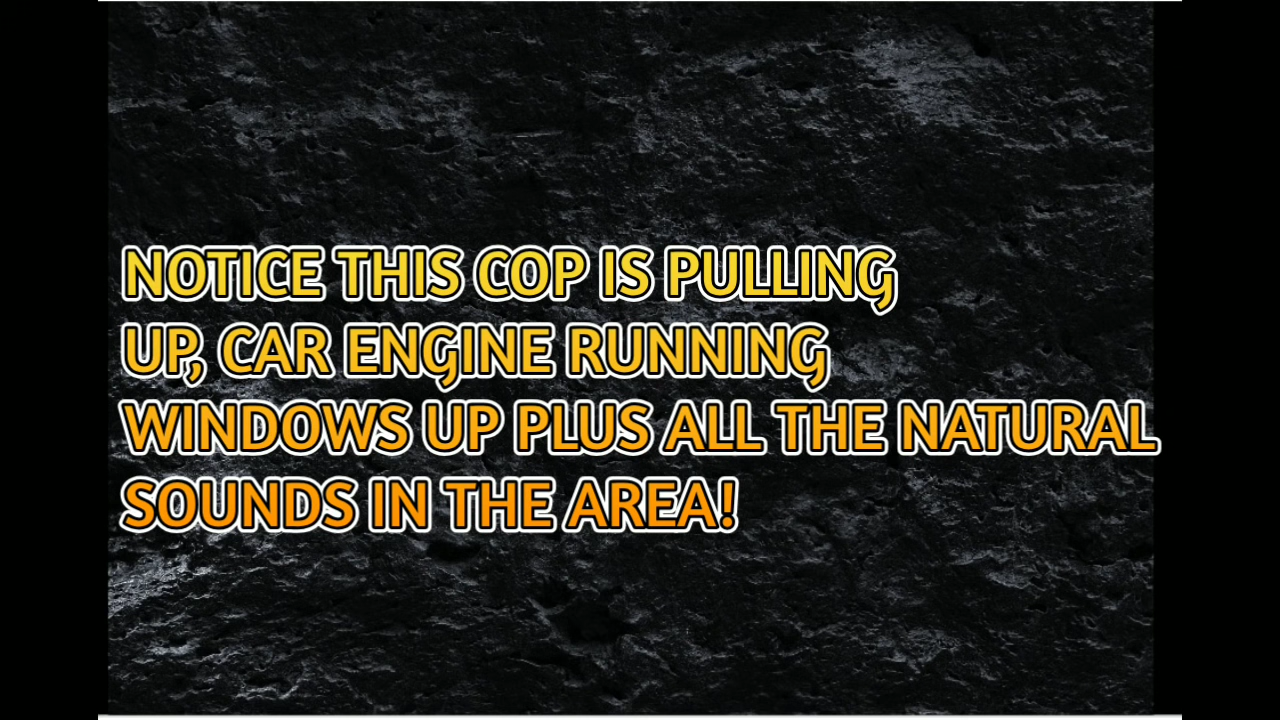 NOTICE THIS COP IS PULLING
UP, CAR ENGINE RUNNING
WINDOWS UP PLUS ALL THE NATURAL
SOUNDS IN THE AREA!